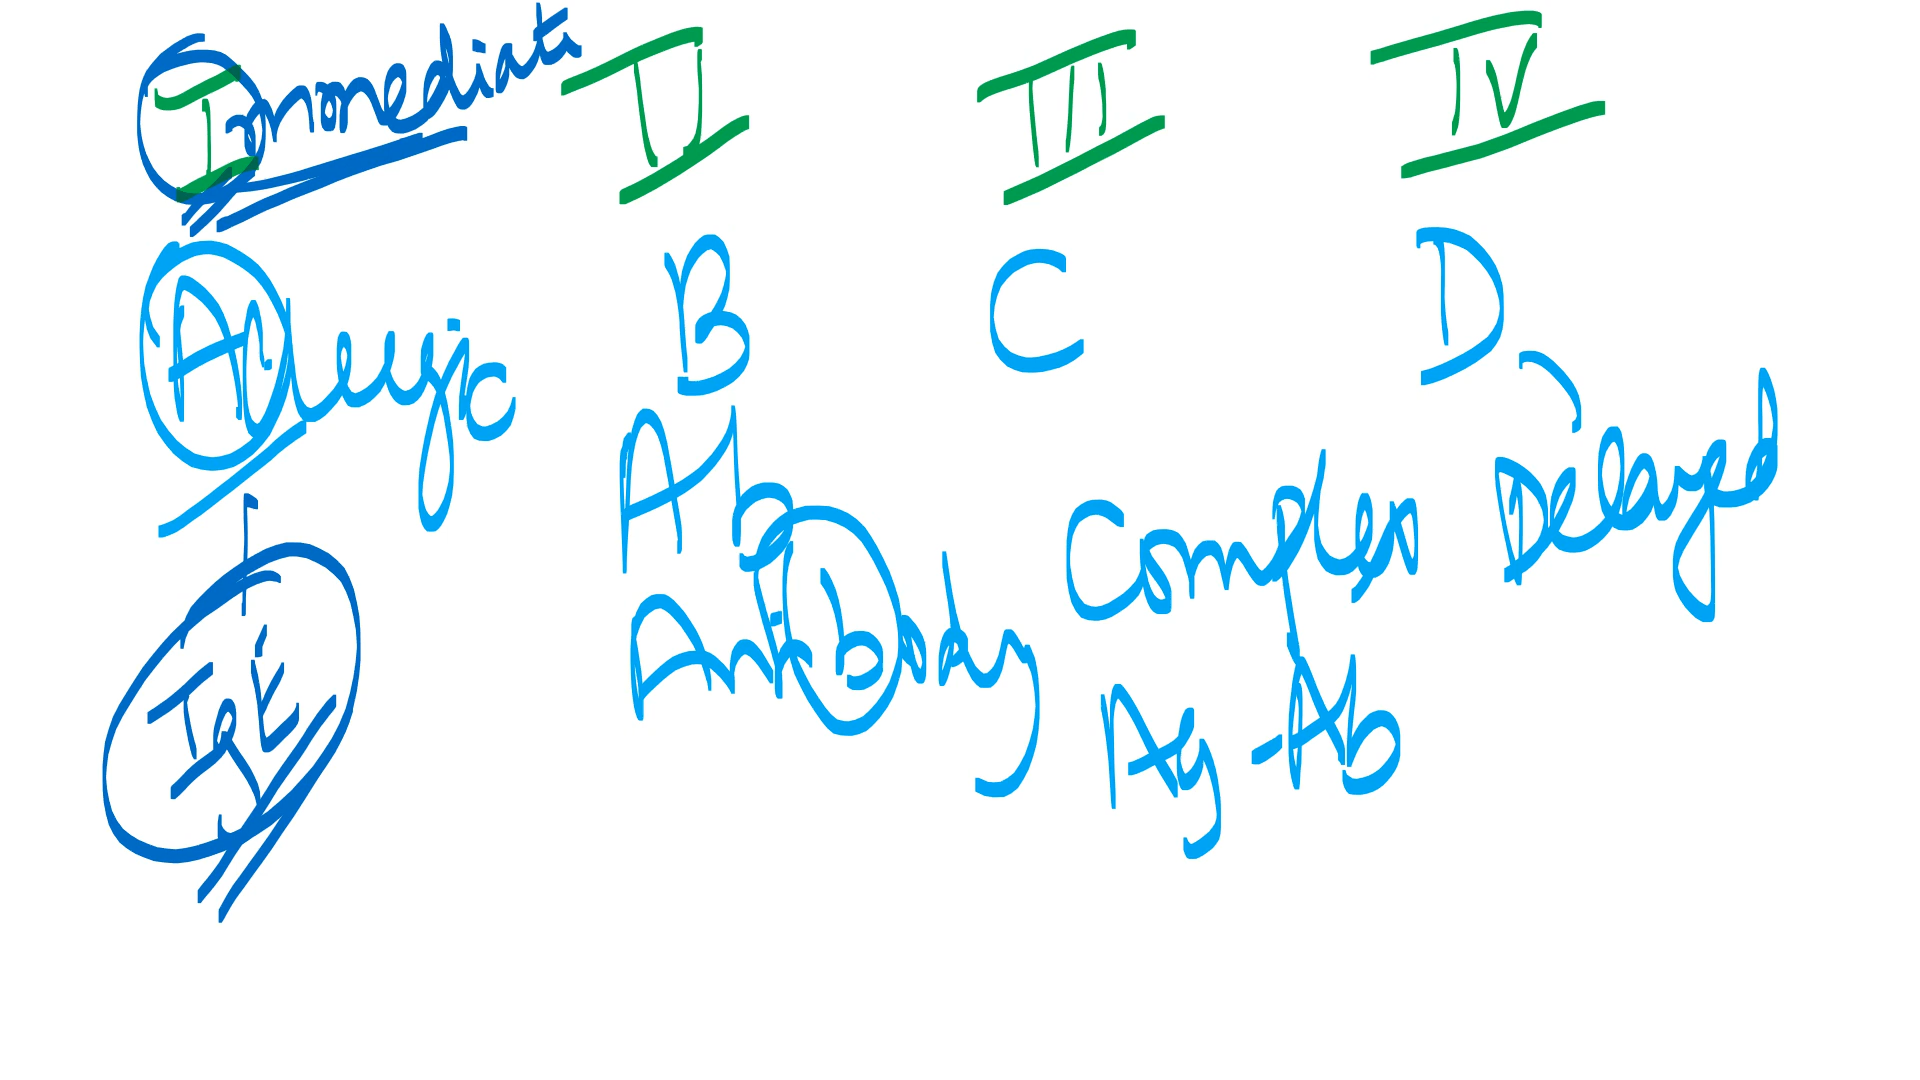 Immediate II III IV
Allergic B C D
Ab Complex Delayed
IgE Antibody Ag-Ab